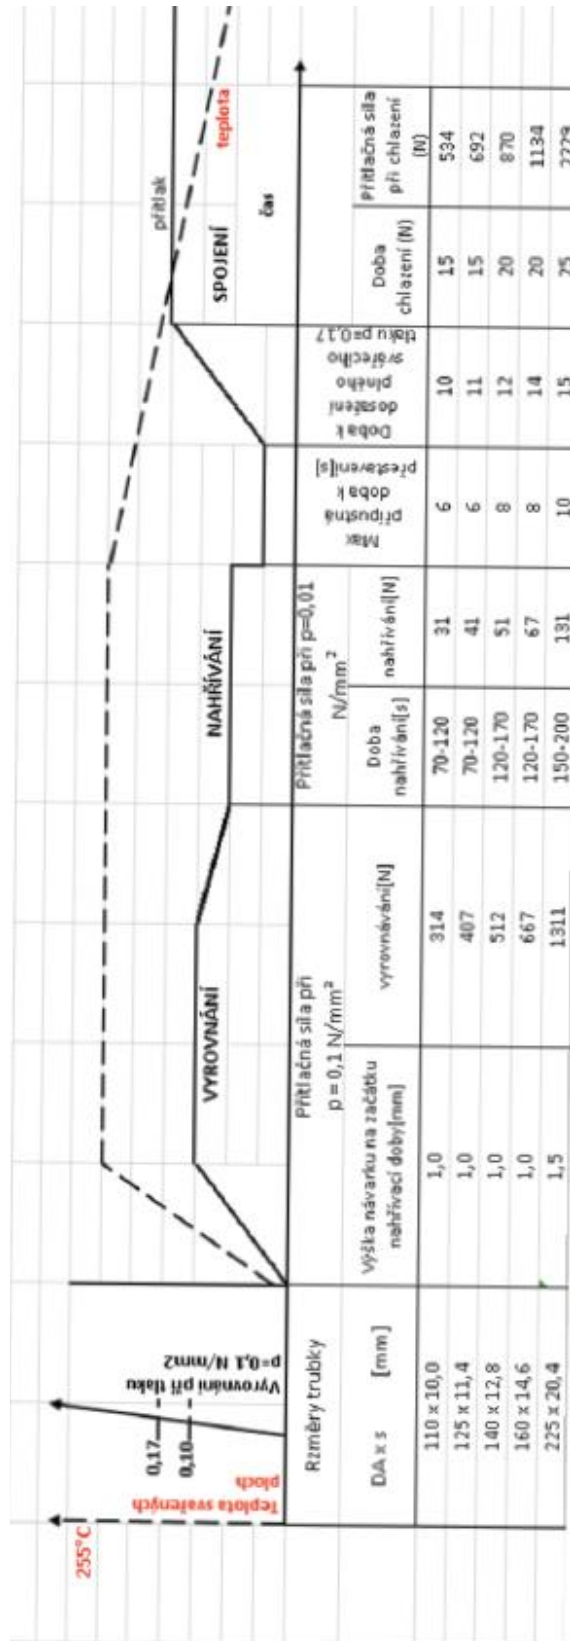 255°C
Teplota svařených
ploch
0,17
0,10
Vyrovnání při tlaku
p=0,1 N/mm2
VYROVNÁNÍ
NAHŘÍVÁNÍ
SPOJENÍ
přítlak
teplota
čas
Rzměry trubky
DA x s [mm]
Přítlačná síla při
p = 0,1 N/mm²
Výška návarku na začátku
nahřívací doby[mm]
vyrovnávání[N]
Přítlačná síla při p=0,01
N/mm²
Doba
nahřívání[s]
nahřívání[N]
Max
přípustná
doba k
přestavení[s]
Doba k
dosažení
plného
svářecího
tlaku p=0,17
Doba
chlazení (N)
Přítlačná síla
při chlazení
(N)
110 x 10,0 1,0 314 70-120 31 6 10 15 534
125 x 11,4 1,0 407 70-120 41 6 11 15 692
140 x 12,8 1,0 512 120-170 51 8 12 20 870
160 x 14,6 1,0 667 120-170 67 8 14 20 1134
225 x 20,4 1,5 1311 150-200 131 10 15 25 2229